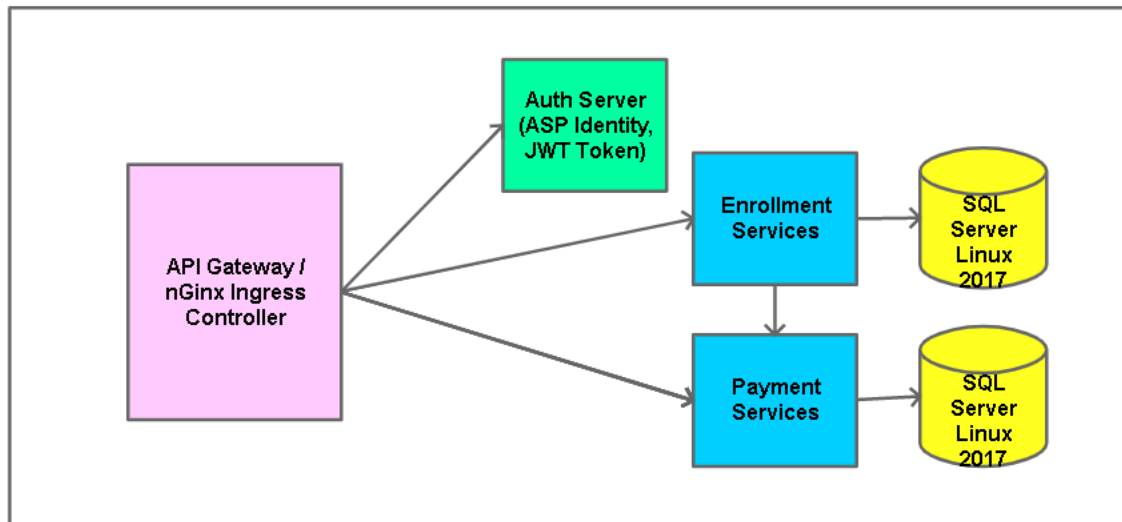 Auth Server
(ASP Identity,
JWT Token)
API Gateway /
nGinx Ingress
Controller
Enrollment
Services
SQL
Server
Linux
2017
Payment
Services
SQL
Server
Linux
2017